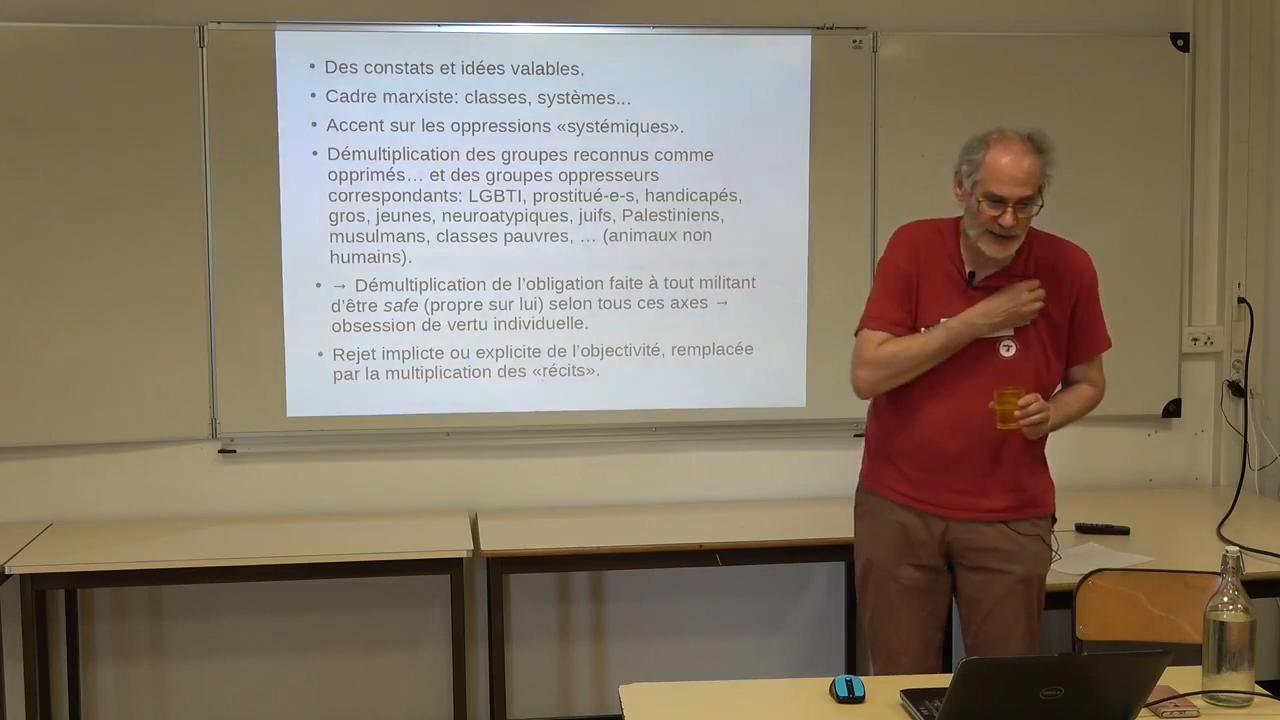 • Des constats et idées valables.
• Cadre marxiste: classes, systèmes...
• Accent sur les oppressions «systémiques».
• Démultiplication des groupes reconnus comme
opprimés… et des groupes oppresseurs
correspondants: LGBTI, prostitué-e-s, handicapés,
gros, jeunes, neuroatypiques, juifs, Palestiniens,
musulmans, classes pauvres, … (animaux non
humains).
• → Démultiplication de l’obligation faite à tout militant
d’être safe (propre sur lui) selon tous ces axes →
obsession de vertu individuelle.
• Rejet implicte ou explicite de l’objectivité, remplacée
par la multiplication des «récits».
DELL